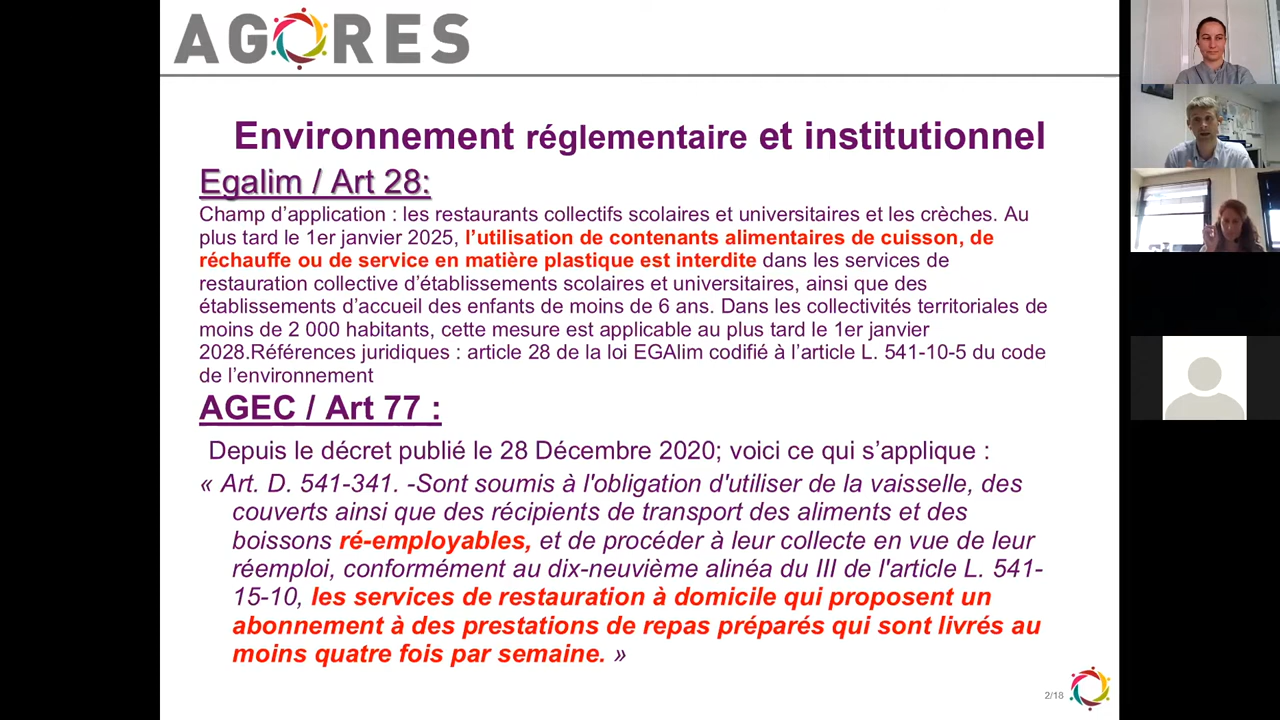 AGORES
Environnement réglementaire et institutionnel
Egalim / Art 28:
Champ d’application : les restaurants collectifs scolaires et universitaires et les crèches. Au
plus tard le 1er janvier 2025, l’utilisation de contenants alimentaires de cuisson, de
réchauffe ou de service en matière plastique est interdite dans les services de
restauration collective d’établissements scolaires et universitaires, ainsi que des
établissements d’accueil des enfants de moins de 6 ans. Dans les collectivités territoriales de
moins de 2 000 habitants, cette mesure est applicable au plus tard le 1er janvier
2028.Références juridiques : article 28 de la loi EGAlim codifié à l’article L. 541-10-5 du code
de l’environnement
AGEC / Art 77 :
Depuis le décret publié le 28 Décembre 2020; voici ce qui s’applique :
« Art. D. 541-341. -Sont soumis à l'obligation d'utiliser de la vaisselle, des
couverts ainsi que des récipients de transport des aliments et des
boissons ré-employables, et de procéder à leur collecte en vue de leur
réemploi, conformément au dix-neuvième alinéa du III de l'article L. 541-
15-10, les services de restauration à domicile qui proposent un
abonnement à des prestations de repas préparés qui sont livrés au
moins quatre fois par semaine. »
2/18